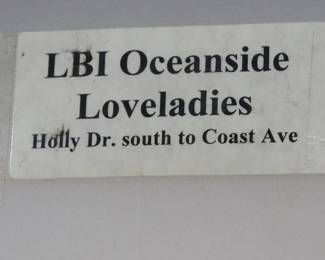 LBI Oceanside
Loveladies
Holly Dr. south to Coast Ave